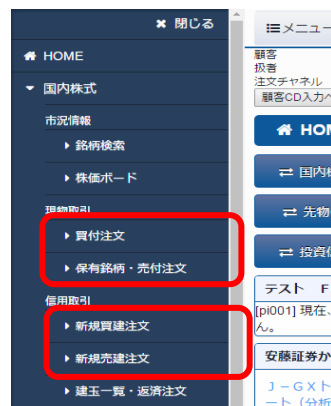 ✖ 閉じる
HOME
国内株式
市況情報
銘柄検索
株価ボード
現物取引
買付注文
保有銘柄・売付注文
信用取引
新規買建注文
新規売建注文
建玉一覧・返済注文
メニュー
顧客
扱者
注文チャネル
顧客CD入力へ
HOM
国内株
先物
投資信
テスト F
[pi001] 現在、
ん。
安藤証券か
J－GXト
ート（分析